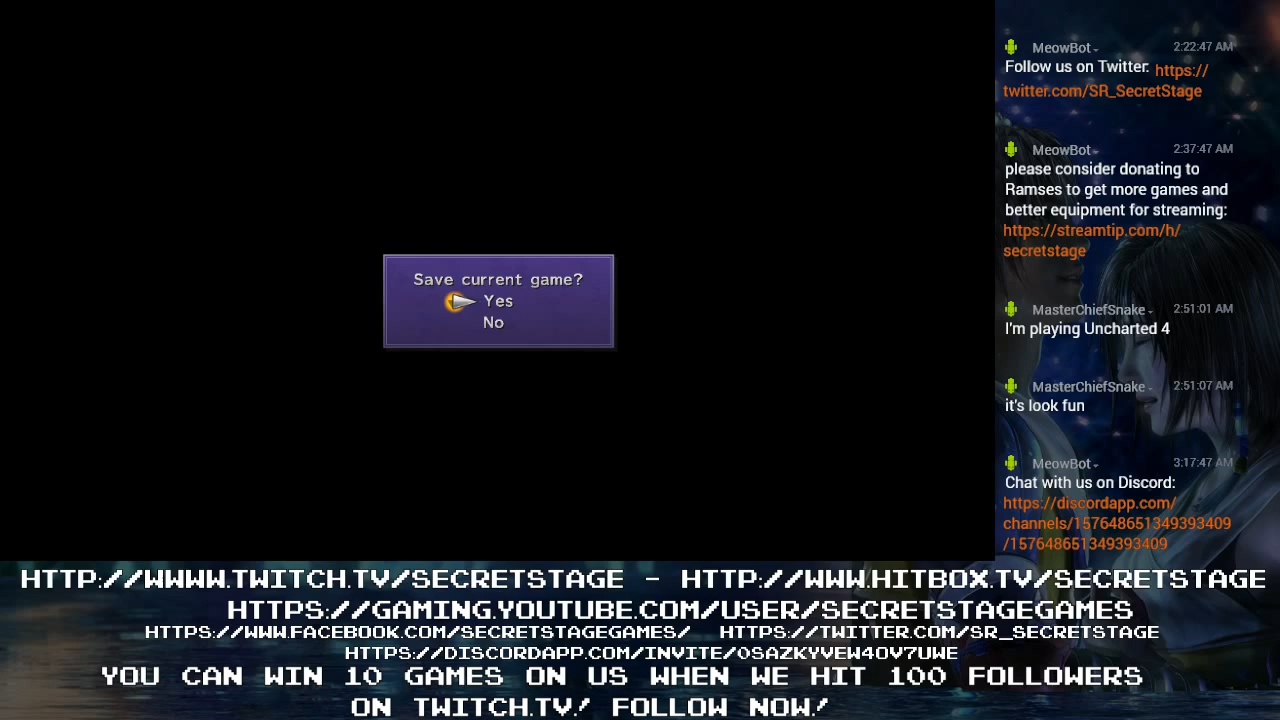 Save current game?
Yes
No
MeowBot 2:22:47 AM
Follow us on Twitter: https://
twitter.com/SR_SecretStage
MeowBot 2:37:47 AM
please consider donating to
Ramses to get more games and
better equipment for streaming:
https://streamtip.com/h/
secretstage
MasterChiefSnake 2:51:01 AM
I'm playing Uncharted 4
MasterChiefSnake 2:51:07 AM
it's look fun
MeowBot 3:17:47 AM
Chat with us on Discord:
https://discordapp.com/
channels/157648651349393409
/157648651349393409
HTTP://WWWW.TWITCH.TV/SECRETSTAGE - HTTP://WWW.HITBOX.TV/SECRETSTAGE
HTTPS://GAMING.YOUTUBE.COM/USER/SECRETSTAGEGAMES
HTTPS://WWW.FACEBOOK.COM/SECRETSTAGEGAMES/ HTTPS://TWITTER.COM/SR_SECRETSTAGE
HTTPS://DISCORDAPP.COM/INVITE/0SAZKYVEW4OV7UWE
YOU CAN WIN 10 GAMES ON US WHEN WE HIT 100 FOLLOWERS
ON TWITCH.TV! FOLLOW NOW!